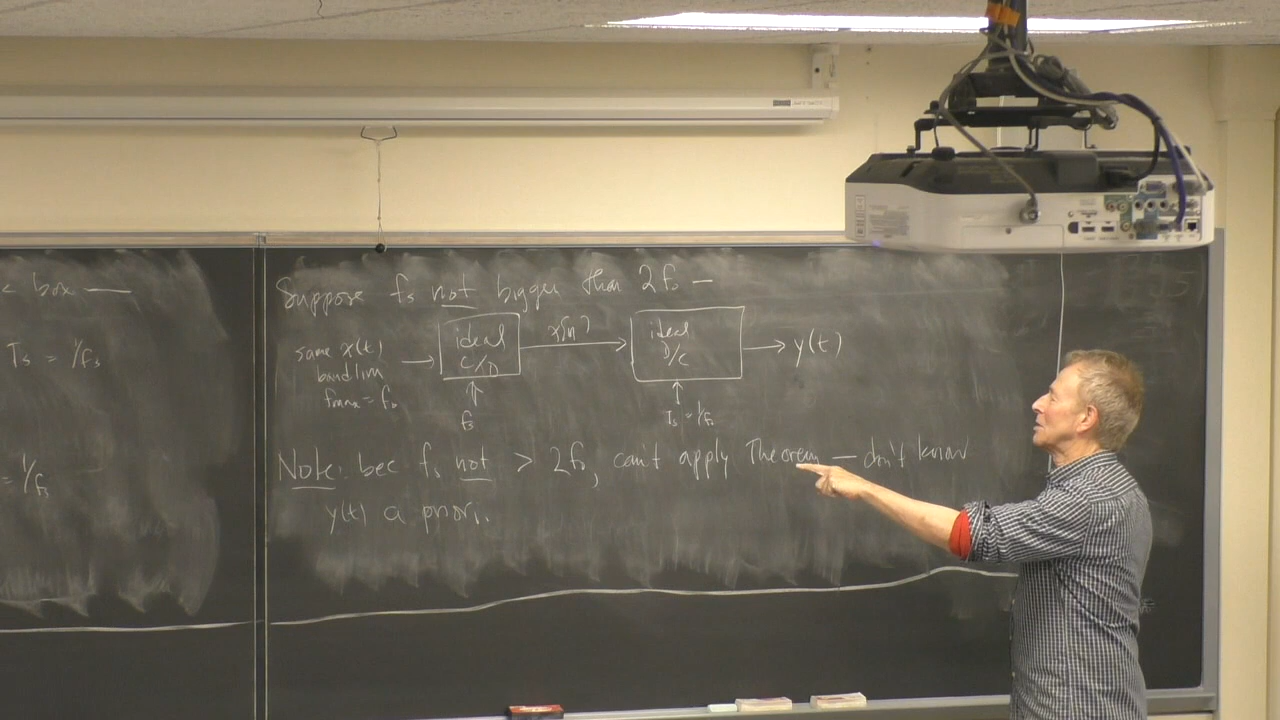 box —
Ts = 1/fs
= 1/fs
Suppose fs not bigger than 2f₀ —
same x(t)
bandlim
fmax = f₀
ideal
C/D
fs
x[n]
ideal
D/C
Ts = 1/fs
y(t)
Note: bec fs not > 2f₀, can't apply Theorem — don't know
y(t) a priori.